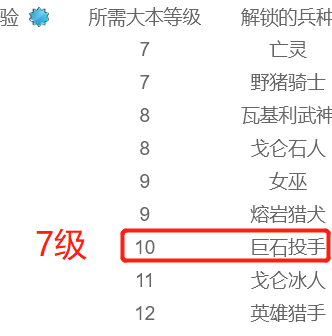 验 所需大本等级 解锁的兵种
7 亡灵
7 野猪骑士
8 瓦基利武神
8 戈仑石人
9 女巫
9 熔岩猎犬
7级 10 巨石投手
11 戈仑冰人
12 英雄猎手